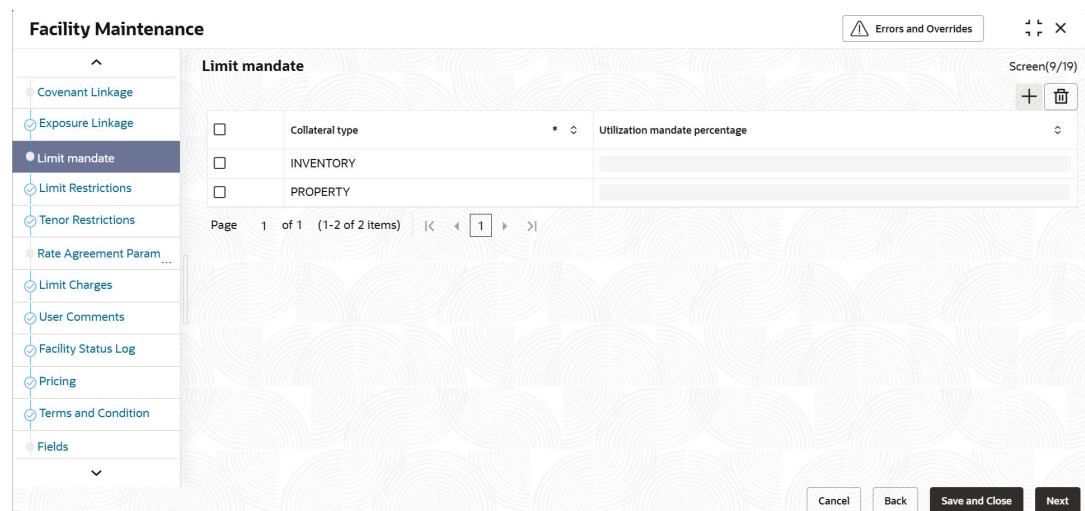 Facility Maintenance
Errors and Overrides
Covenant Linkage
Exposure Linkage
Limit mandate
Limit Restrictions
Tenor Restrictions
Rate Agreement Param...
Limit Charges
User Comments
Facility Status Log
Pricing
Terms and Condition
Fields
Limit mandate
Screen(9/19)
Collateral type * Utilization mandate percentage
INVENTORY
PROPERTY
Page 1 of 1 (1-2 of 2 items) 1
Cancel Back Save and Close Next